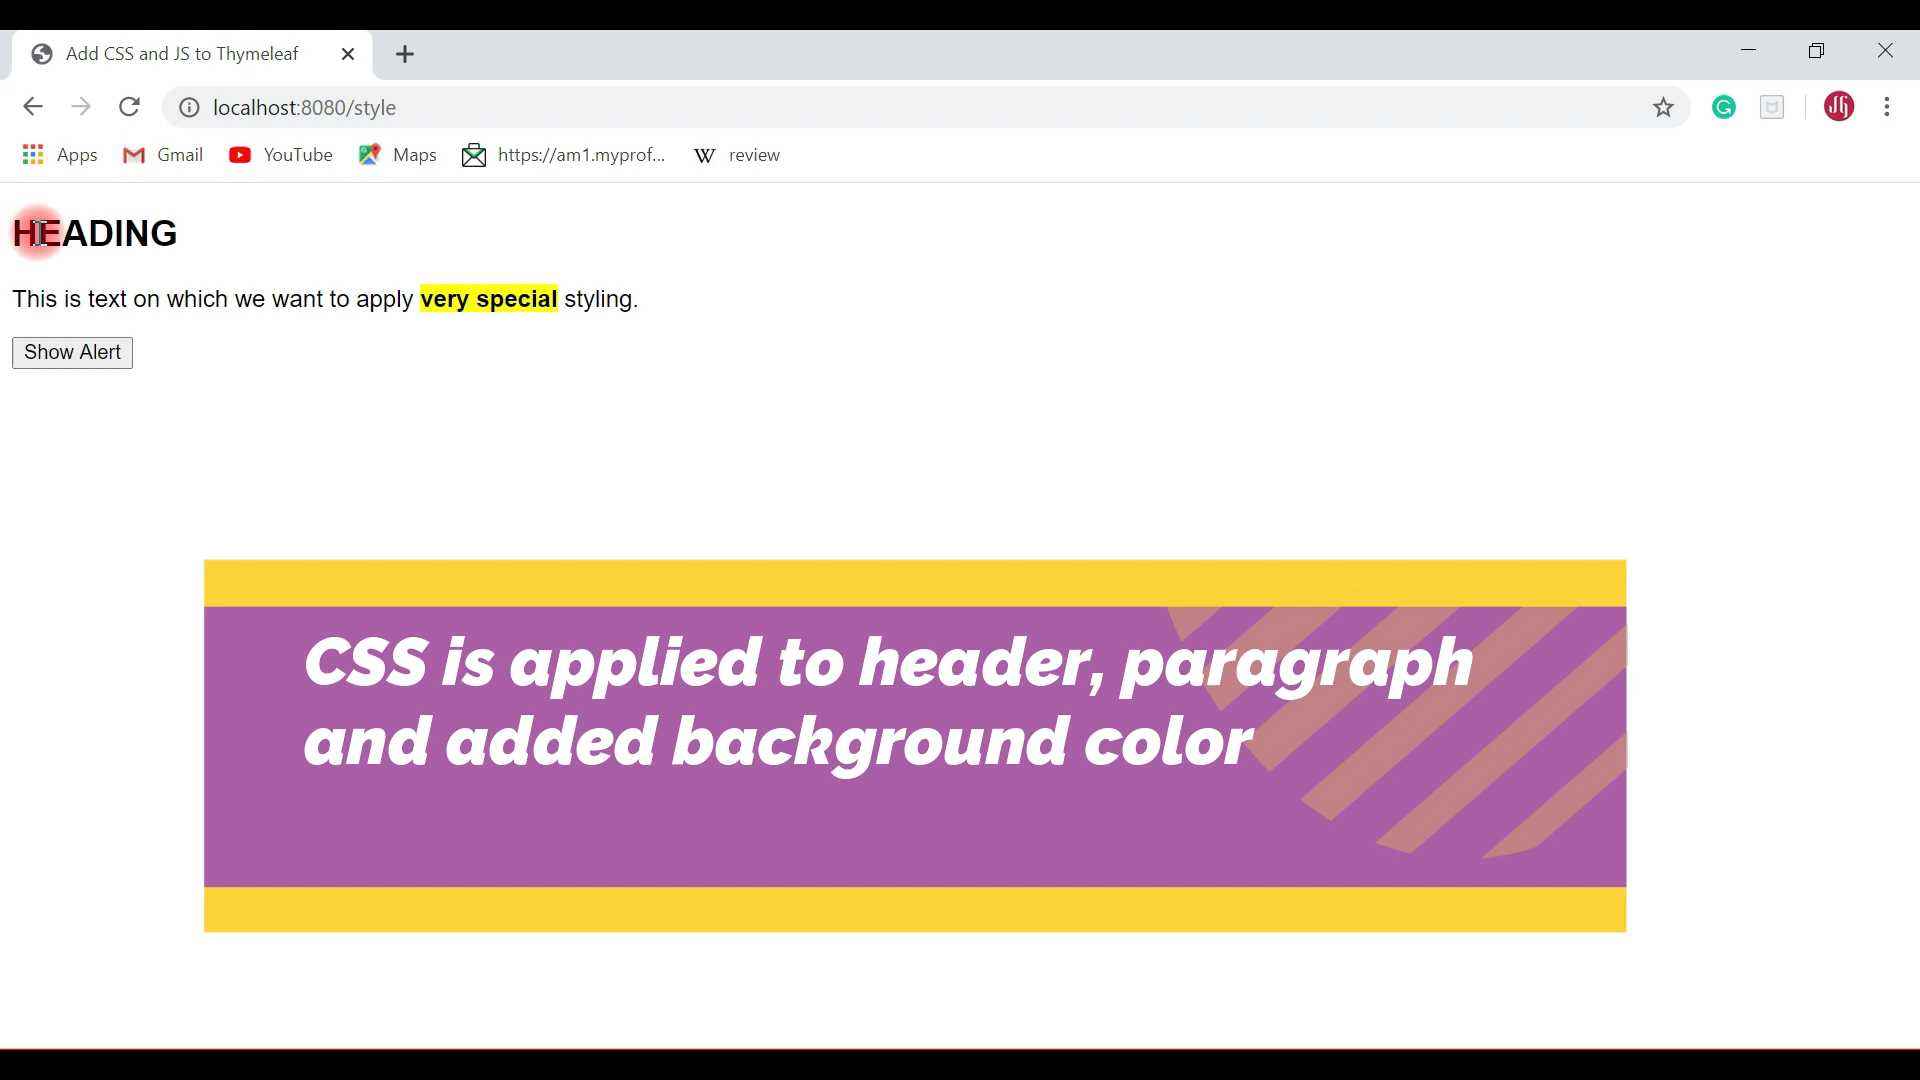 Add CSS and JS to Thymeleaf
localhost:8080/style
Apps Gmail YouTube Maps https://am1.myprof... W review
HEADING
This is text on which we want to apply very special styling.
Show Alert
CSS is applied to header, paragraph
and added background color